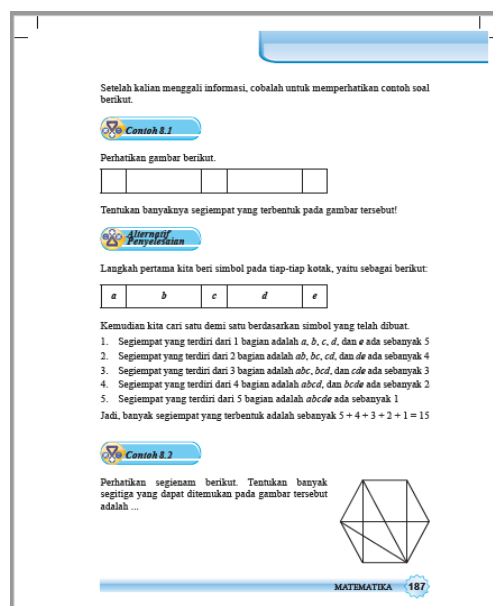 Setelah kalian menggali informasi, cobalah untuk memperhatikan contoh soal
berikut.
Contoh 8.1
Perhatikan gambar berikut.
Tentukan banyaknya segiempat yang terbentuk pada gambar tersebut!
Alternatif
Penyelesaian
Langkah pertama kita beri simbol pada tiap-tiap kotak, yaitu sebagai berikut:
a b c d e
Kemudian kita cari satu demi satu berdasarkan simbol yang telah dibuat.
1. Segiempat yang terdiri dari 1 bagian adalah a, b, c, d, dan e ada sebanyak 5
2. Segiempat yang terdiri dari 2 bagian adalah ab, bc, cd, dan de ada sebanyak 4
3. Segiempat yang terdiri dari 3 bagian adalah abc, bcd, dan cde ada sebanyak 3
4. Segiempat yang terdiri dari 4 bagian adalah abcd, dan bcde ada sebanyak 2
5. Segiempat yang terdiri dari 5 bagian adalah abcde ada sebanyak 1
Jadi, banyak segiempat yang terbentuk adalah sebanyak 5 + 4 + 3 + 2 + 1 = 15
Contoh 8.2
Perhatikan segienam berikut. Tentukan banyak
segitiga yang dapat ditemukan pada gambar tersebut
adalah ...
MATEMATIKA 187